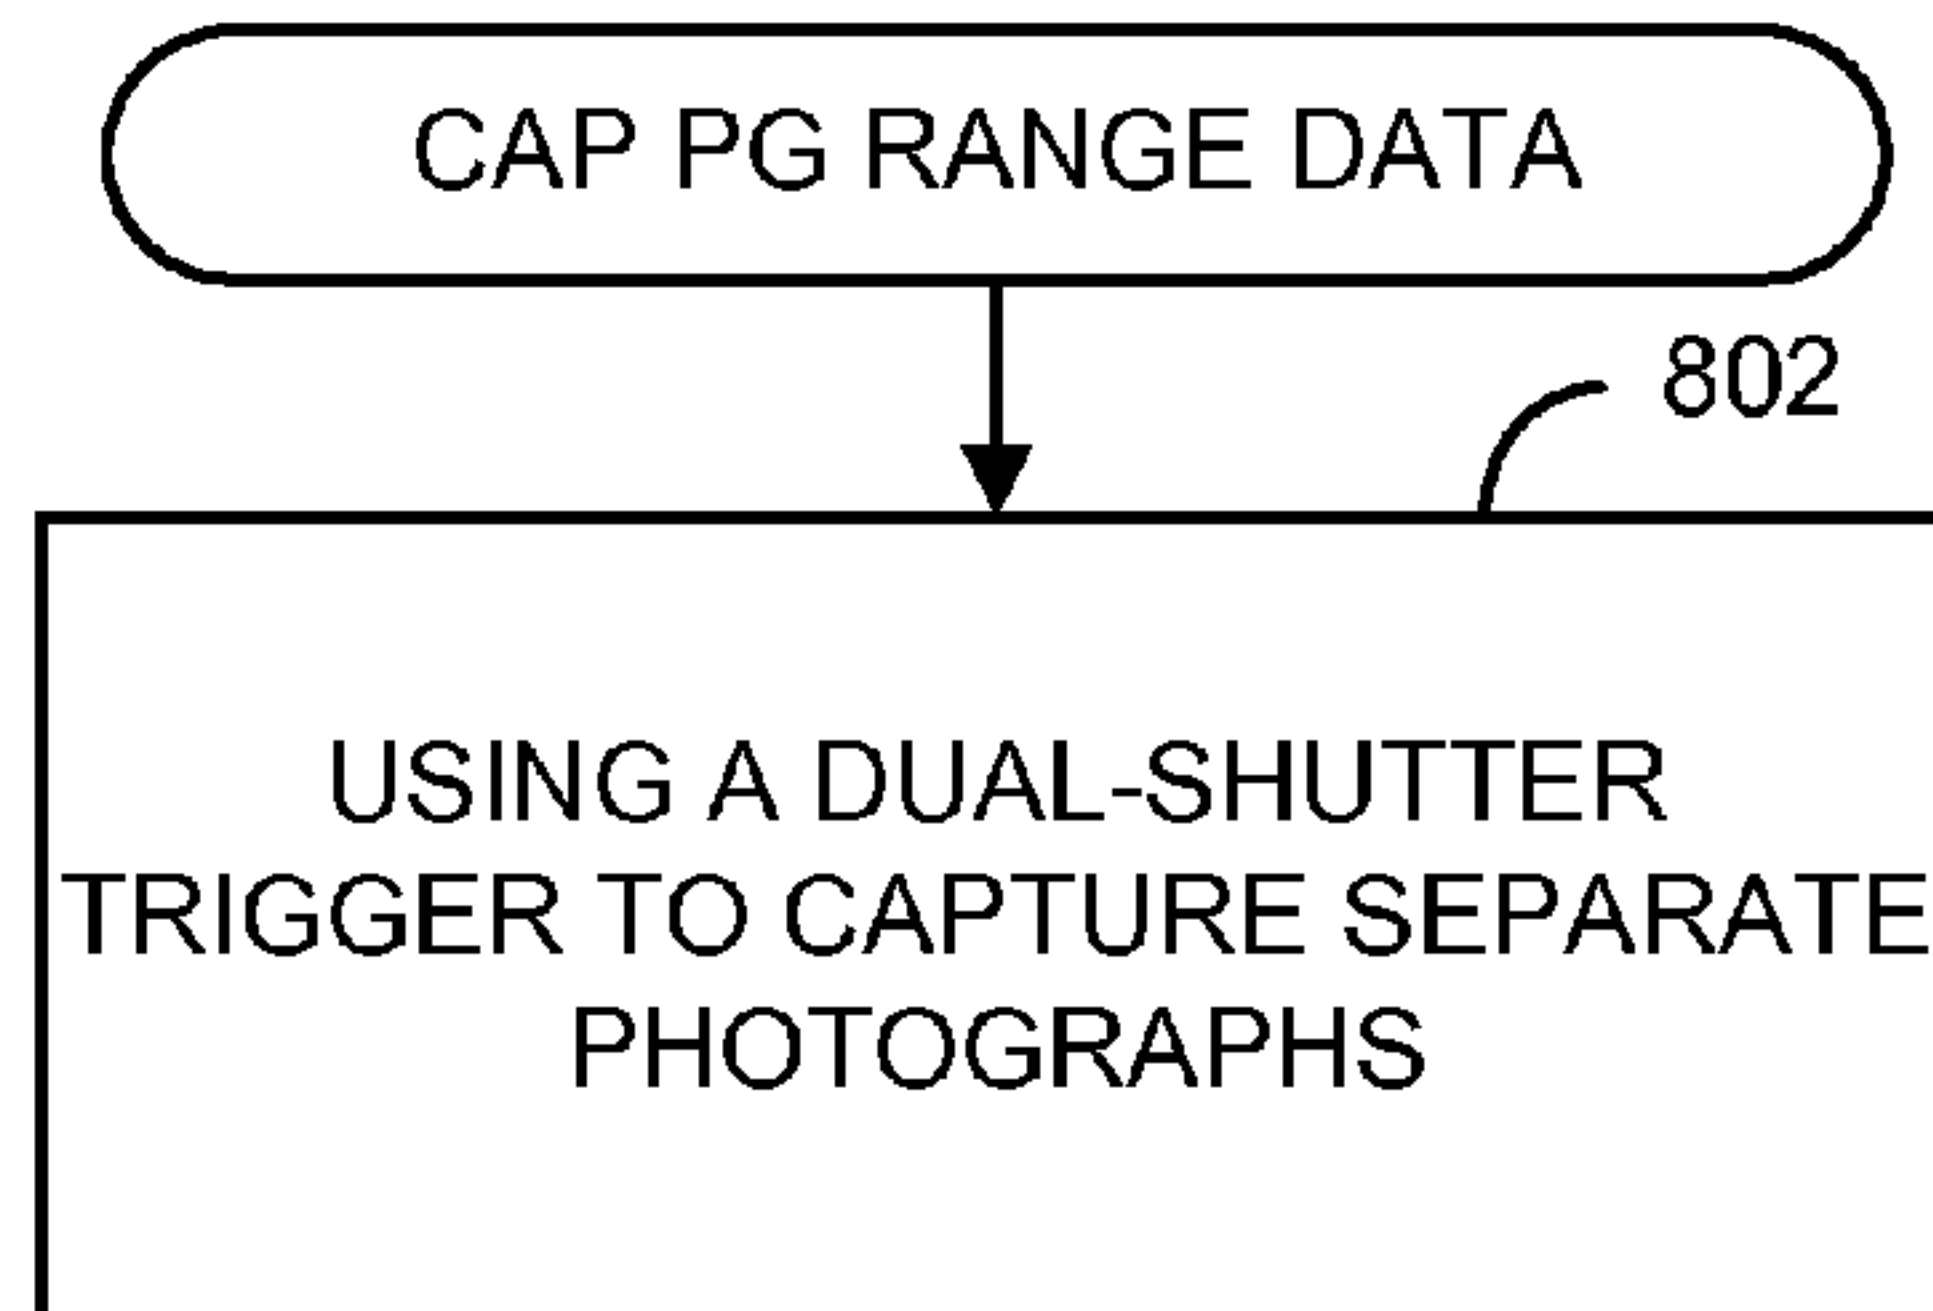 CAP PG RANGE DATA
802
USING A DUAL-SHUTTER
TRIGGER TO CAPTURE SEPARATE
PHOTOGRAPHS